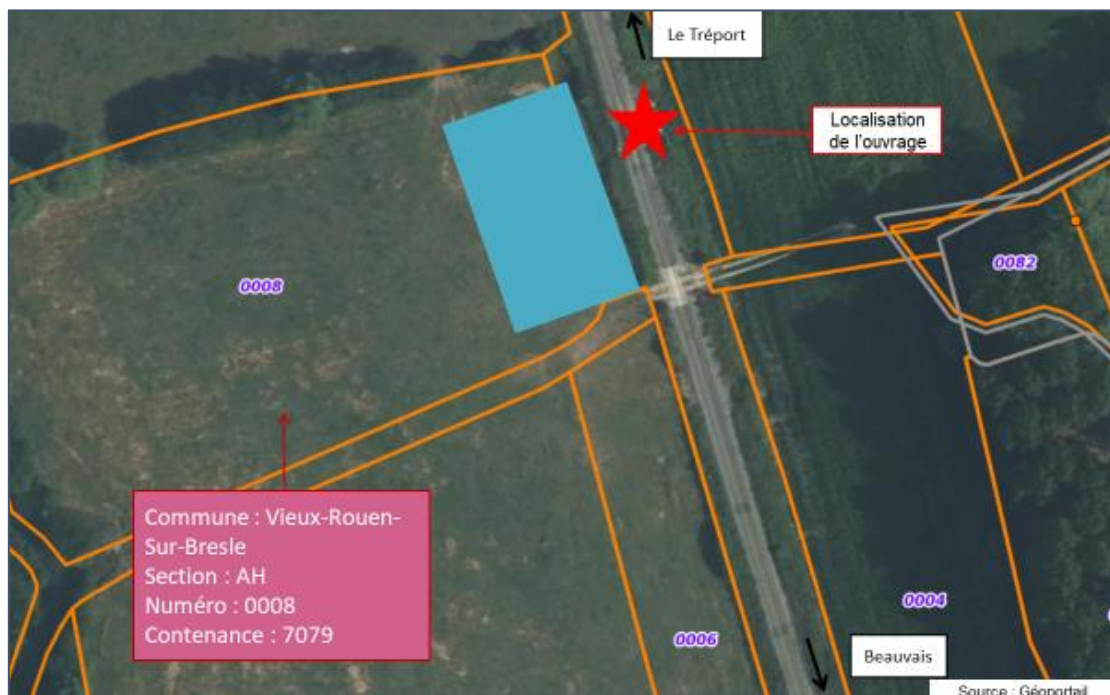 Le Tréport
Localisation
de l'ouvrage
0082
0008
Commune : Vieux-Rouen-
Sur-Bresle
Section : AH
Numéro : 0008
Contenance : 7079
0004
0006
Beauvais
Source : Géoportail